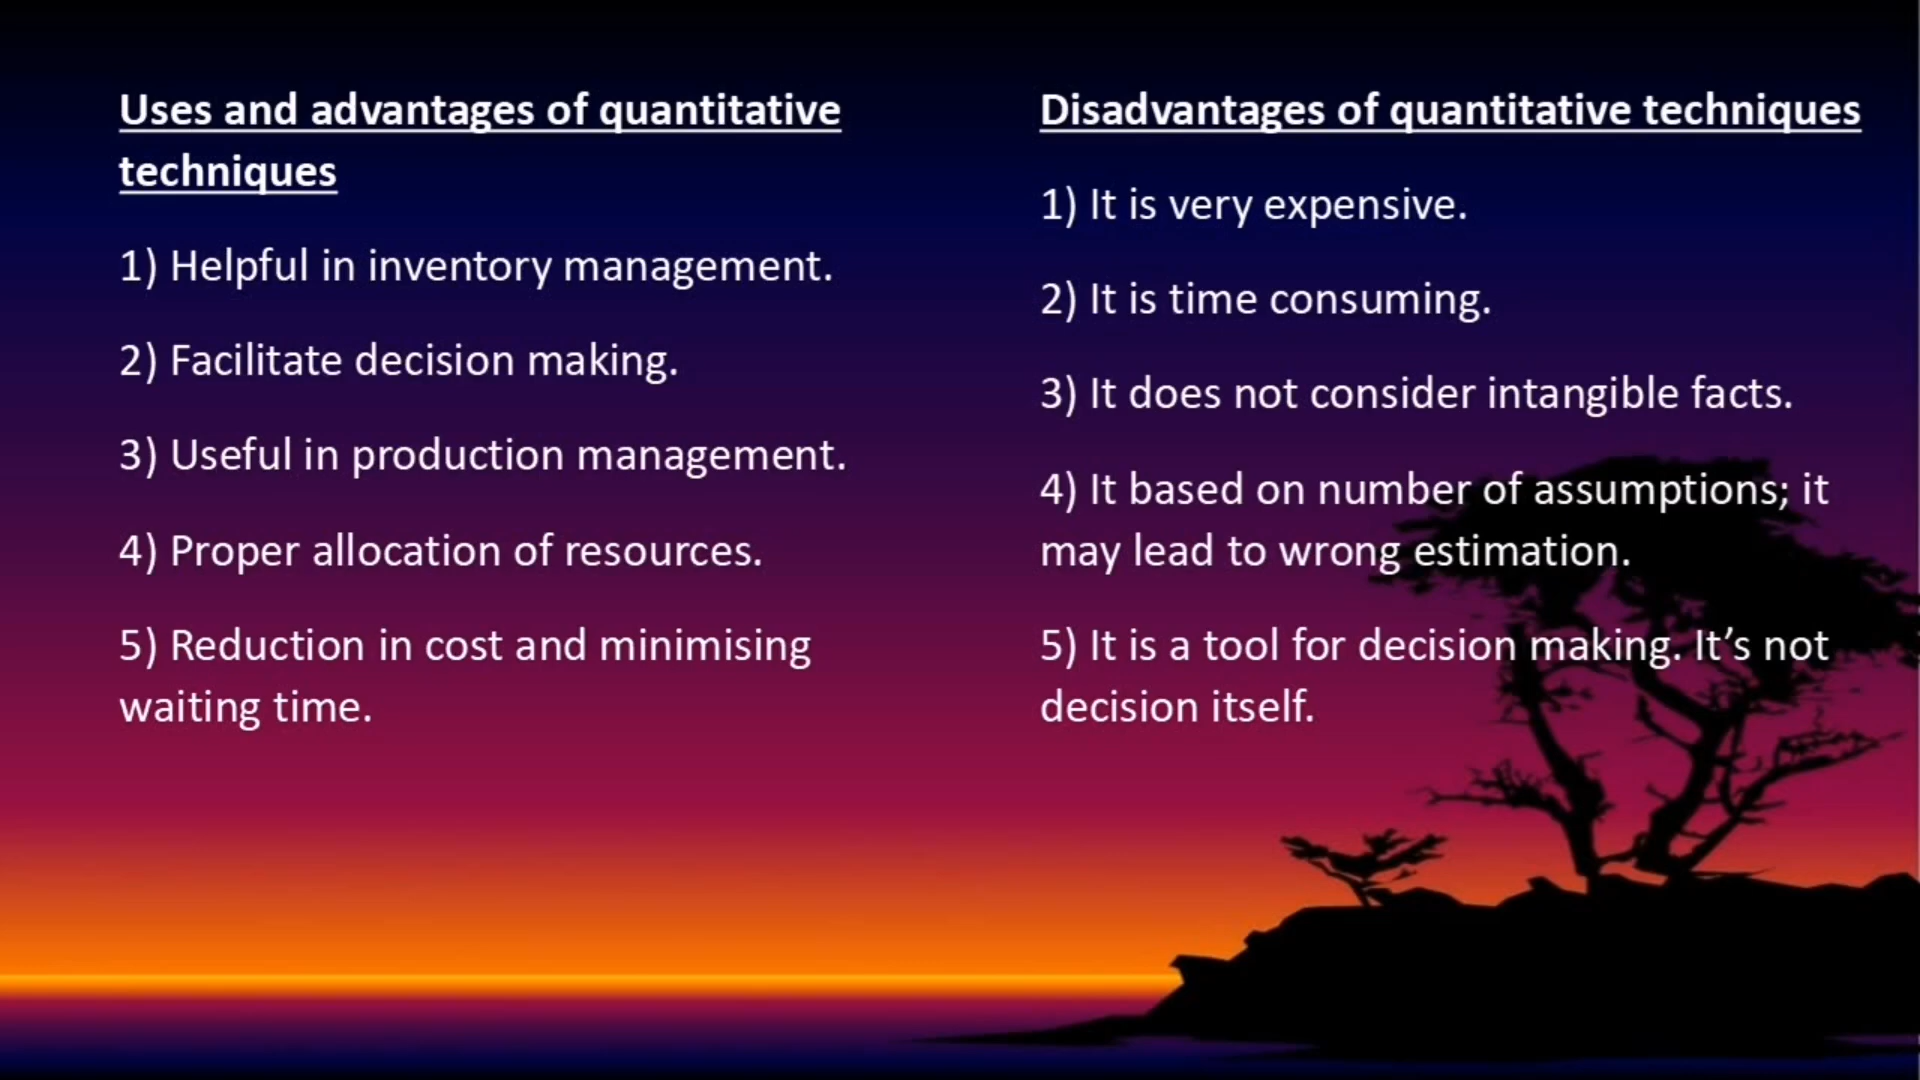 Uses and advantages of quantitative
techniques
1) Helpful in inventory management.
2) Facilitate decision making.
3) Useful in production management.
4) Proper allocation of resources.
5) Reduction in cost and minimising
waiting time.
Disadvantages of quantitative techniques
1) It is very expensive.
2) It is time consuming.
3) It does not consider intangible facts.
4) It based on number of assumptions; it
may lead to wrong estimation.
5) It is a tool for decision making. It’s not
decision itself.